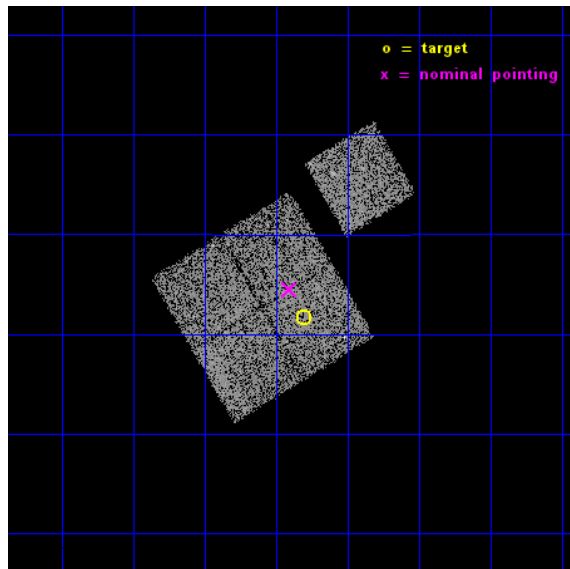 o = target
x = nominal pointing